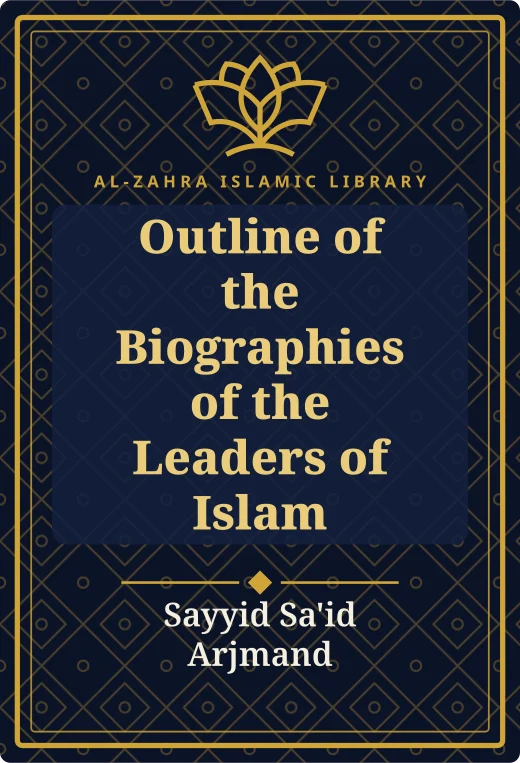 AL-ZAHRA ISLAMIC LIBRARY
Outline of
the
Biographies
of the
Leaders of
Islam
Sayyid Sa'id
Arjmand